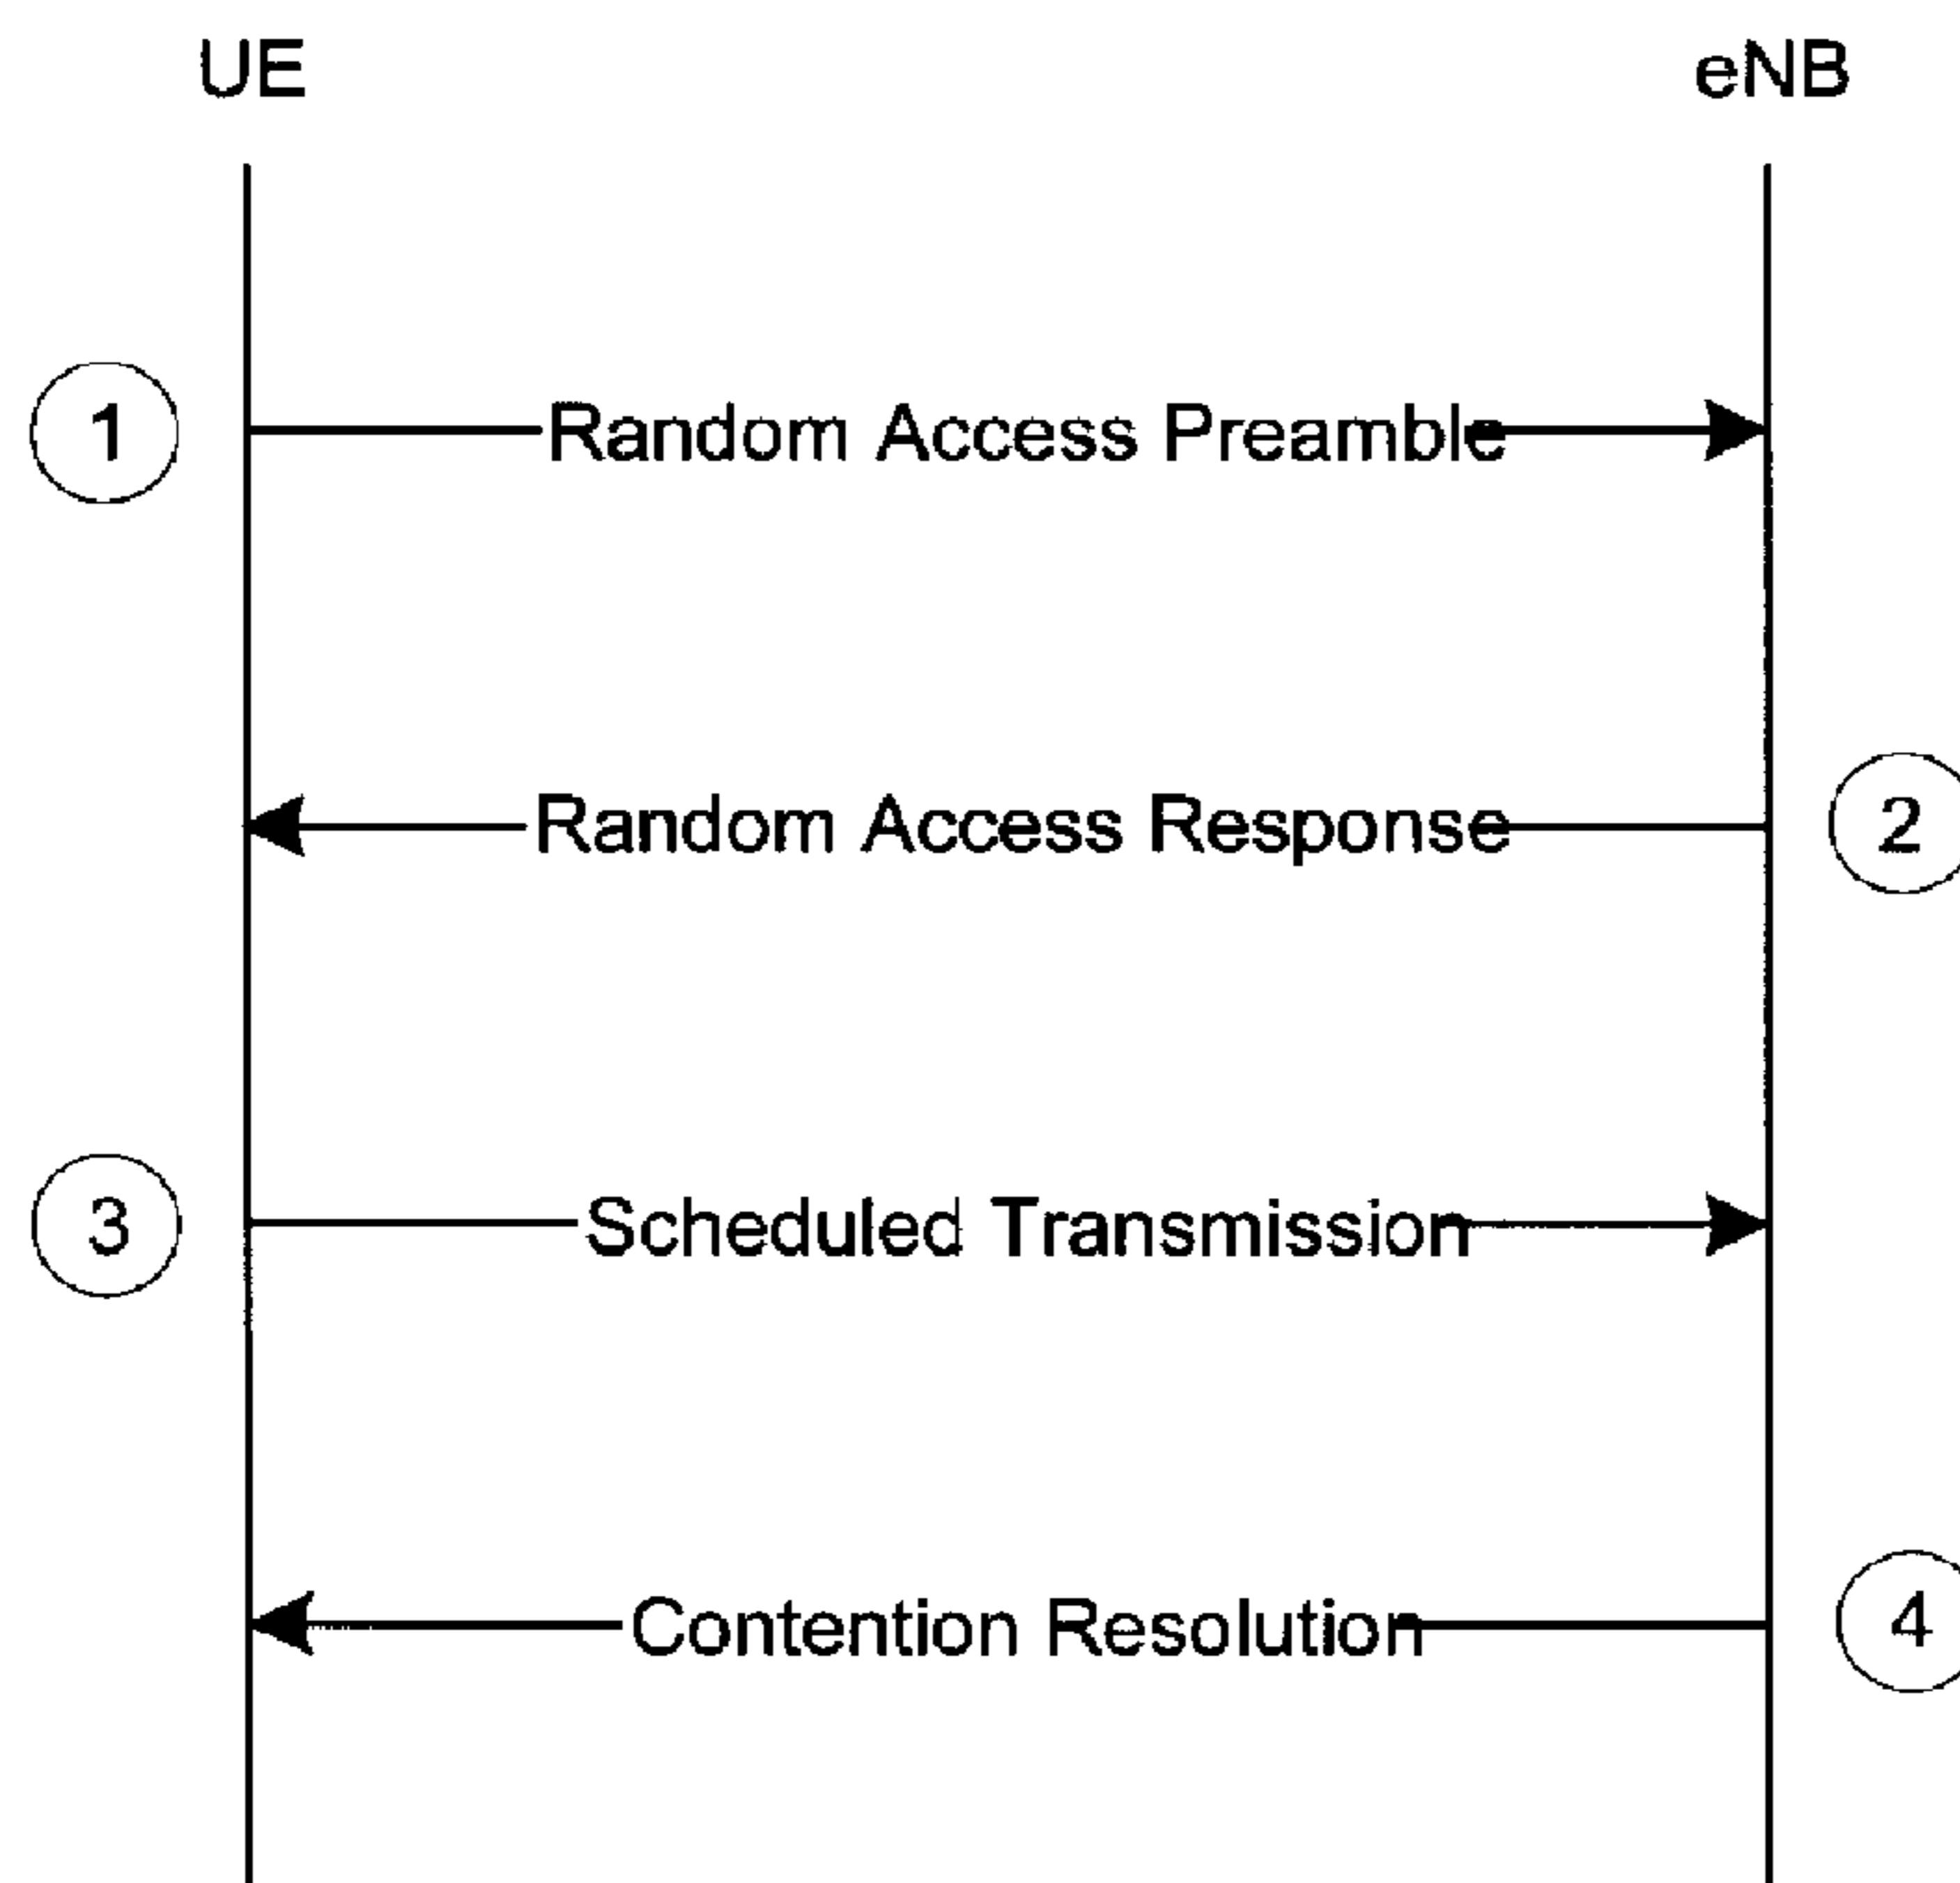 UE
eNB
1
Random Access Preamble
Random Access Response
2
3
Scheduled Transmission
Contention Resolution
4